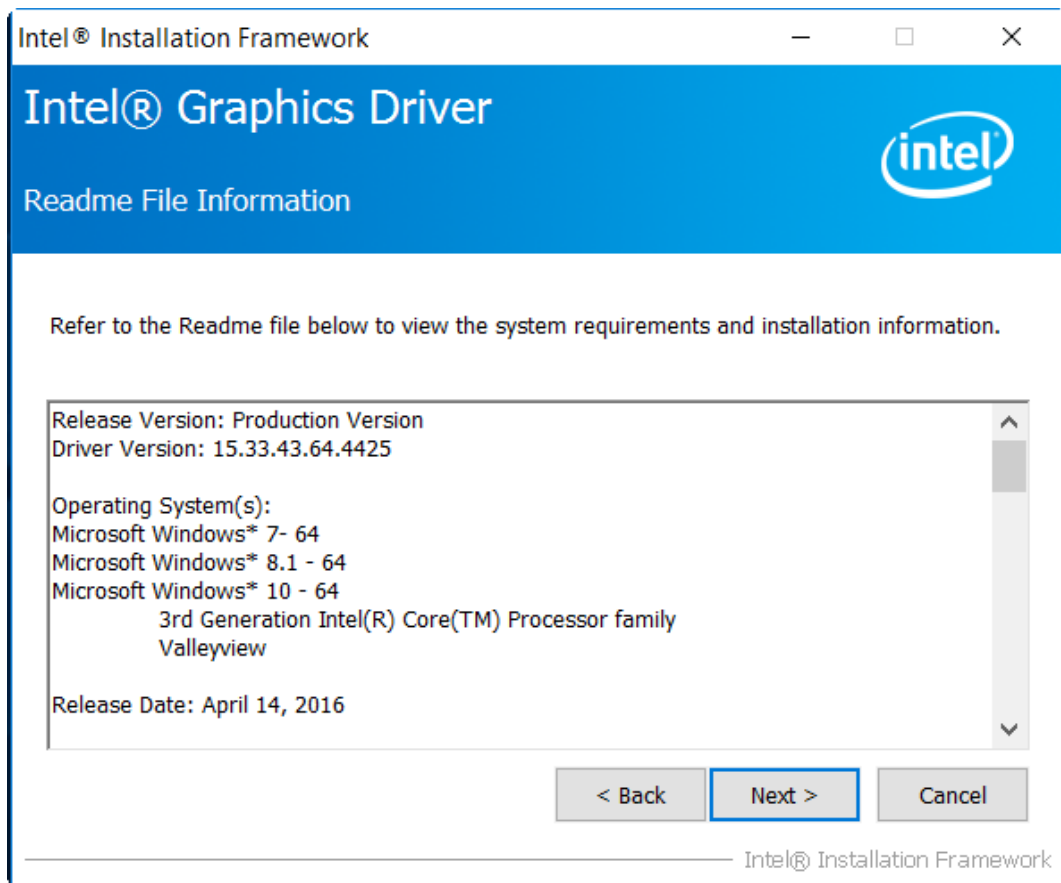 Intel® Installation Framework
Intel® Graphics Driver
intel
Readme File Information
Refer to the Readme file below to view the system requirements and installation information.
Release Version: Production Version
Driver Version: 15.33.43.64.4425
Operating System(s):
Microsoft Windows* 7- 64
Microsoft Windows* 8.1 - 64
Microsoft Windows* 10 - 64
3rd Generation Intel(R) Core(TM) Processor family
Valleyview
Release Date: April 14, 2016
< Back Next > Cancel
Intel® Installation Framework